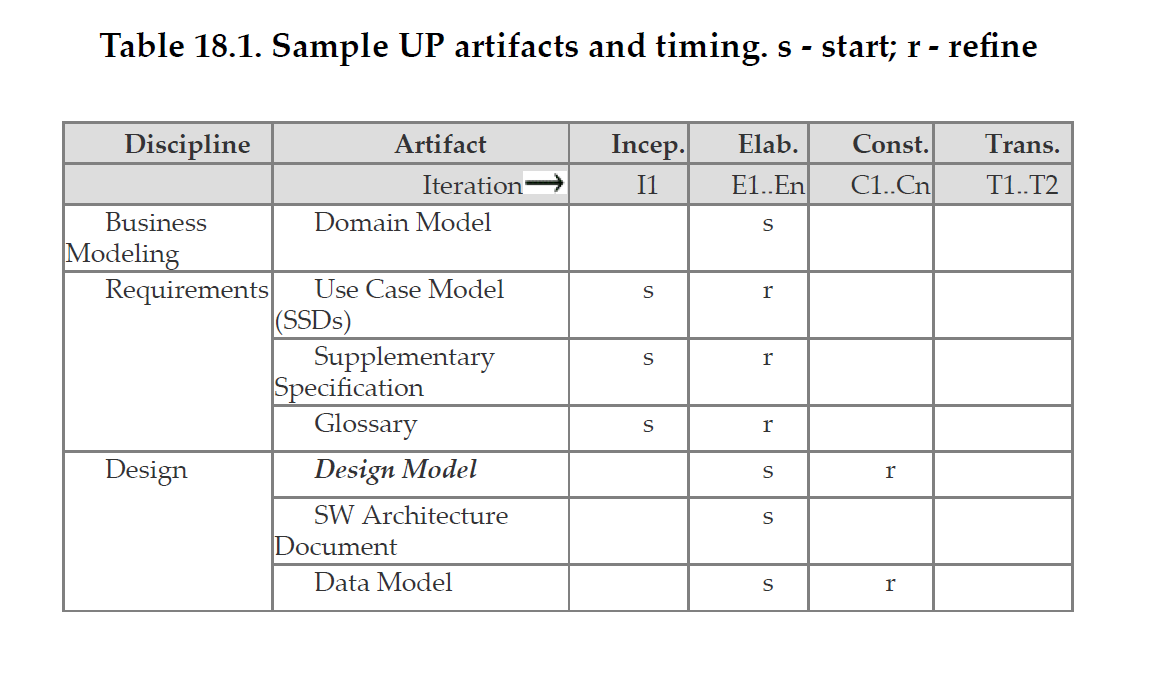 Table 18.1. Sample UP artifacts and timing. s - start; r - refine
Discipline Artifact Incep. Elab. Const. Trans.
Iteration→ I1 E1..En C1..Cn T1..T2
Business Modeling Domain Model s
Requirements Use Case Model (SSDs) s r
Supplementary Specification s r
Glossary s r
Design Design Model s r
SW Architecture Document s
Data Model s r